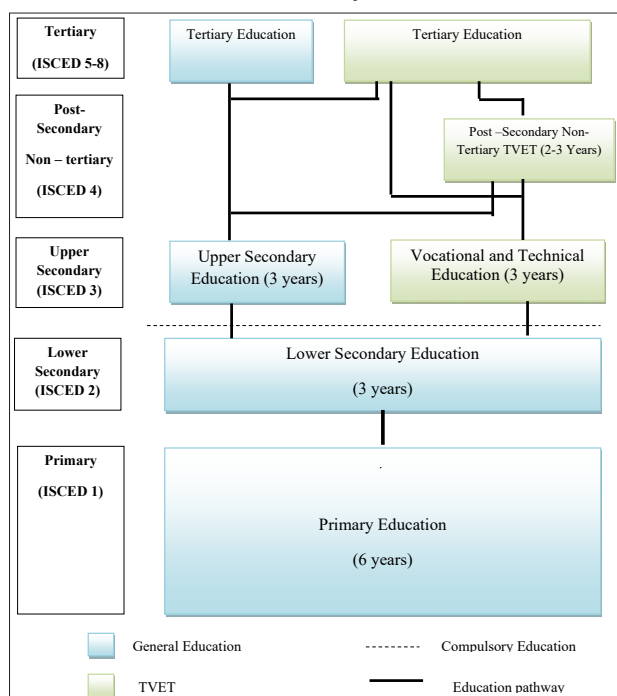 Tertiary
(ISCED 5-8)
Tertiary Education
Tertiary Education
Post-
Secondary
Non – tertiary
(ISCED 4)
Post –Secondary Non-
Tertiary TVET (2-3 Years)
Upper
Secondary
(ISCED 3)
Upper Secondary
Education (3 years)
Vocational and Technical
Education (3 years)
Lower
Secondary
(ISCED 2)
Lower Secondary Education
(3 years)
Primary
(ISCED 1)
.
Primary Education
(6 years)
General Education
Compulsory Education
TVET
Education pathway